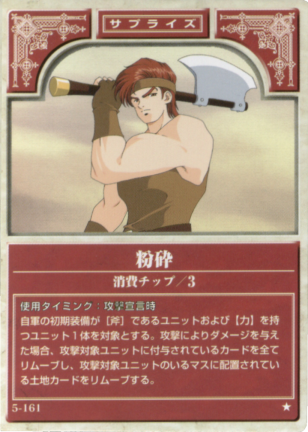 サプライズ
粉砕
消費チップ/3
使用タイミング:攻撃宣言時
自軍の初期装備が[斧]であるユニットおよび【力】を持
つユニット1体を対象とする。攻撃によりダメージを与え
た場合、攻撃対象ユニットに付与されているカードを全て
リムーブし、攻撃対象ユニットのいるマスに配置されてい
る土地カードをリムーブする。
5-161
★